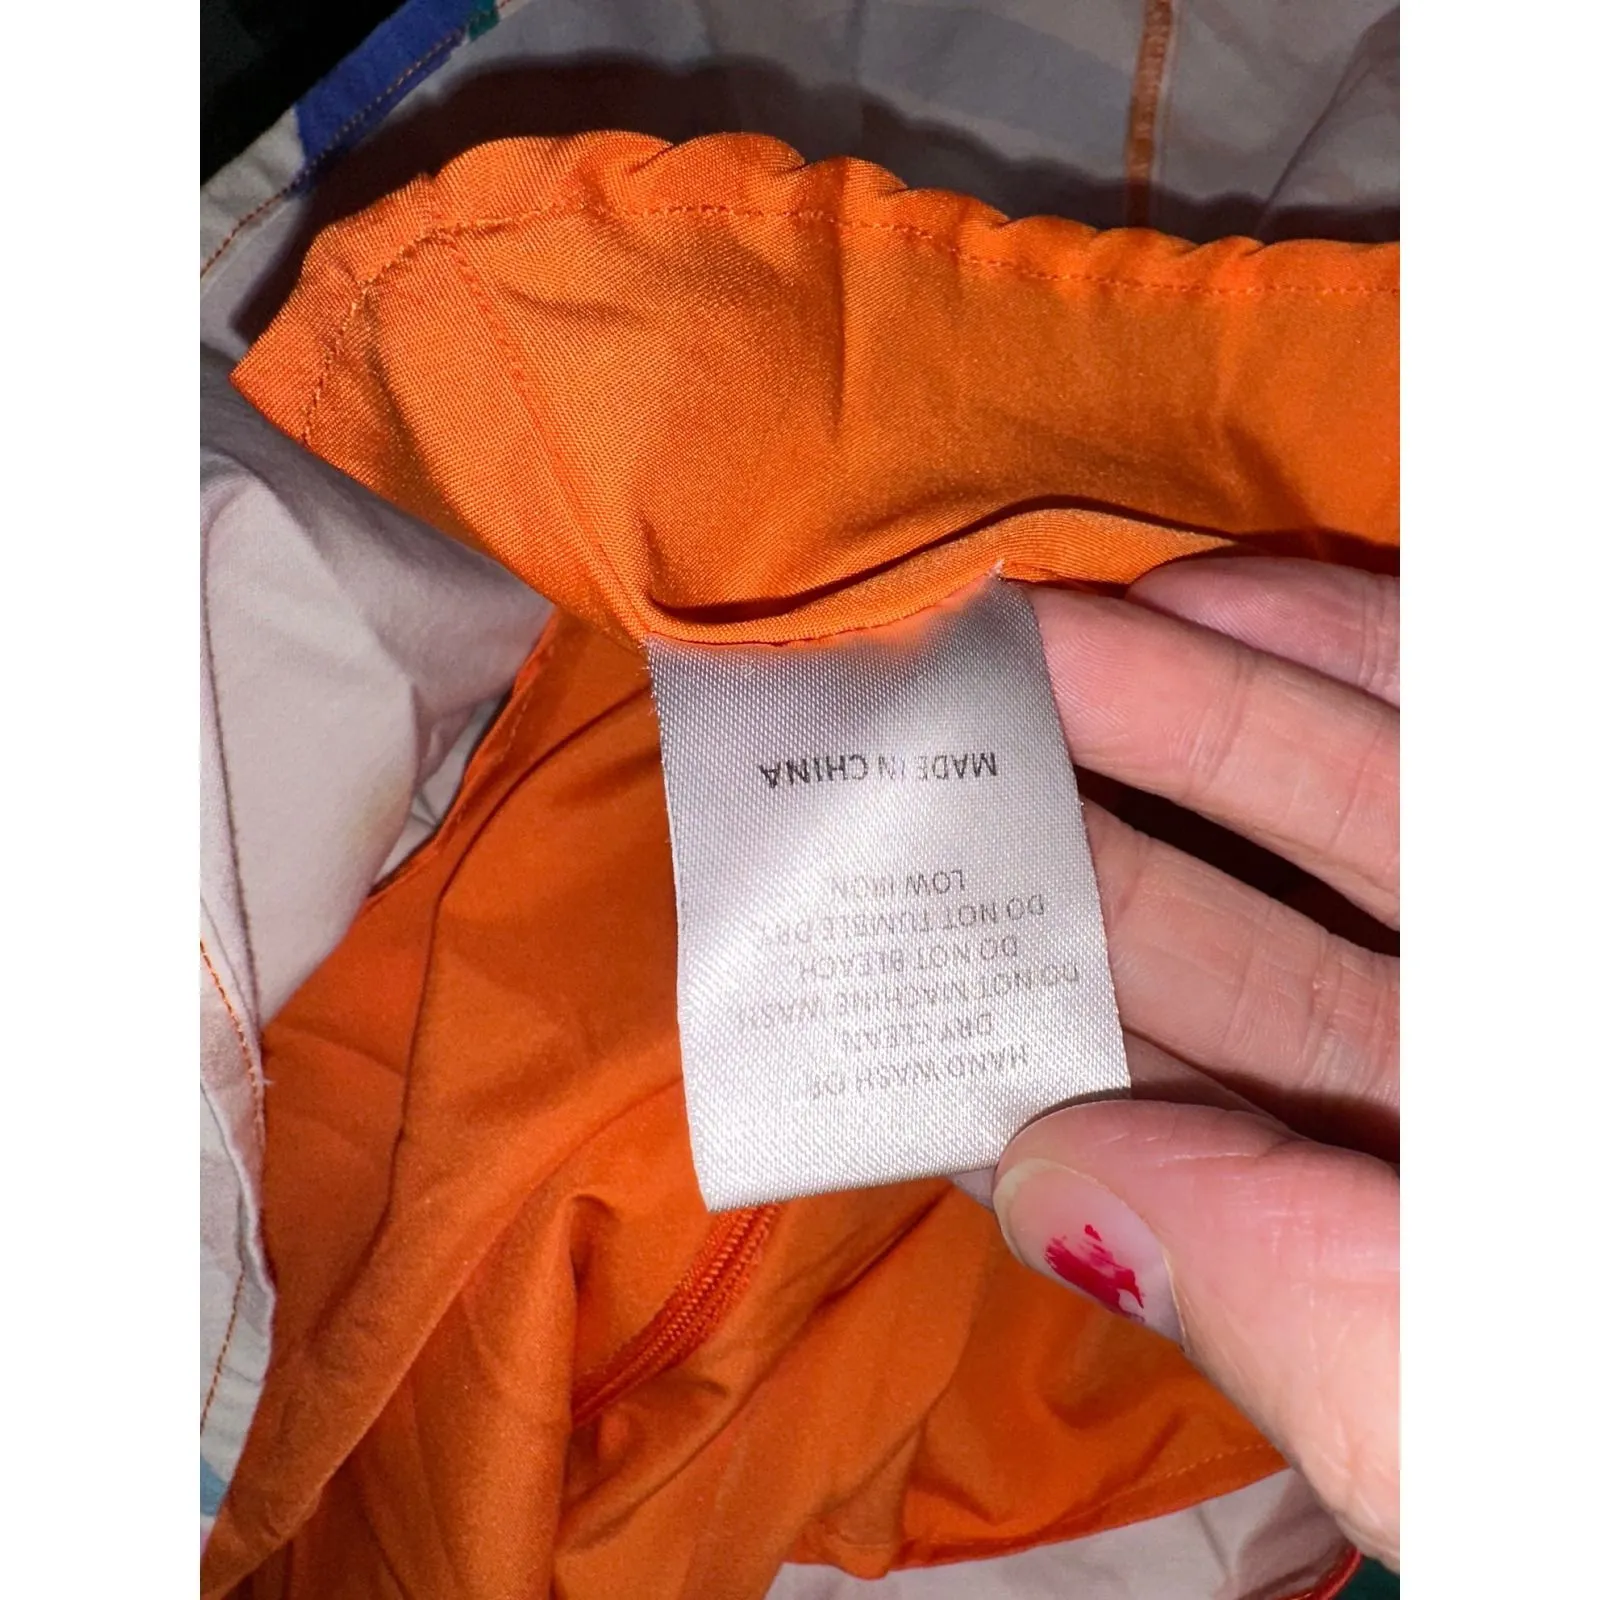 HAND WASH OR
DRY CLEAN
DO NOT MACHINE WASH
DO NOT BLEACH
DO NOT TUMBLE DRY
LOW IRON
MADE IN CHINA